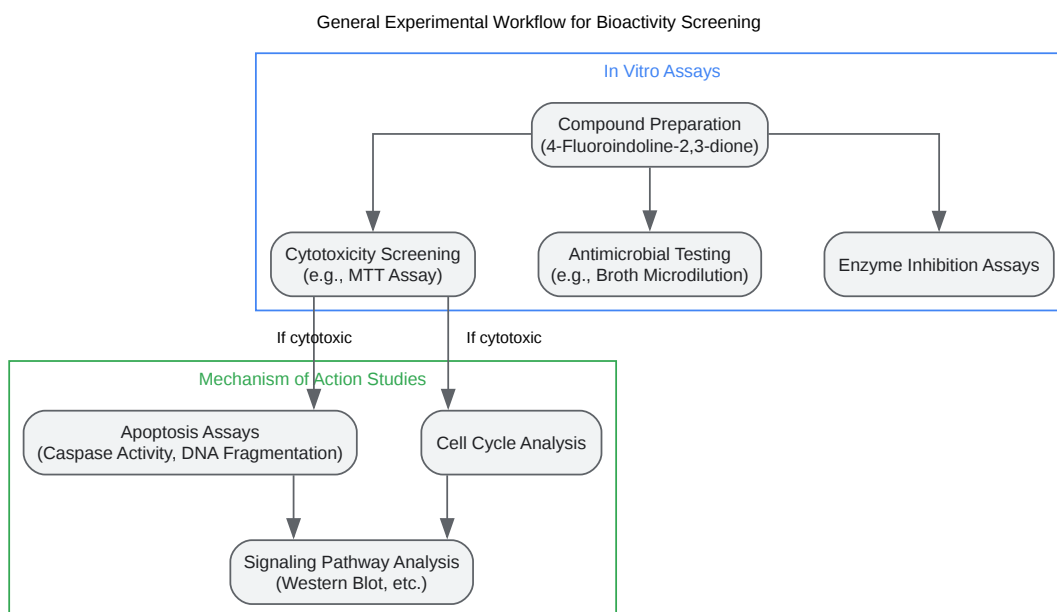 General Experimental Workflow for Bioactivity Screening
In Vitro Assays
Compound Preparation
(4-Fluoroindoline-2,3-dione)
Cytotoxicity Screening
(e.g., MTT Assay)
Antimicrobial Testing
(e.g., Broth Microdilution)
Enzyme Inhibition Assays
If cytotoxic
If cytotoxic
Mechanism of Action Studies
Apoptosis Assays
(Caspase Activity, DNA Fragmentation)
Cell Cycle Analysis
Signaling Pathway Analysis
(Western Blot, etc.)